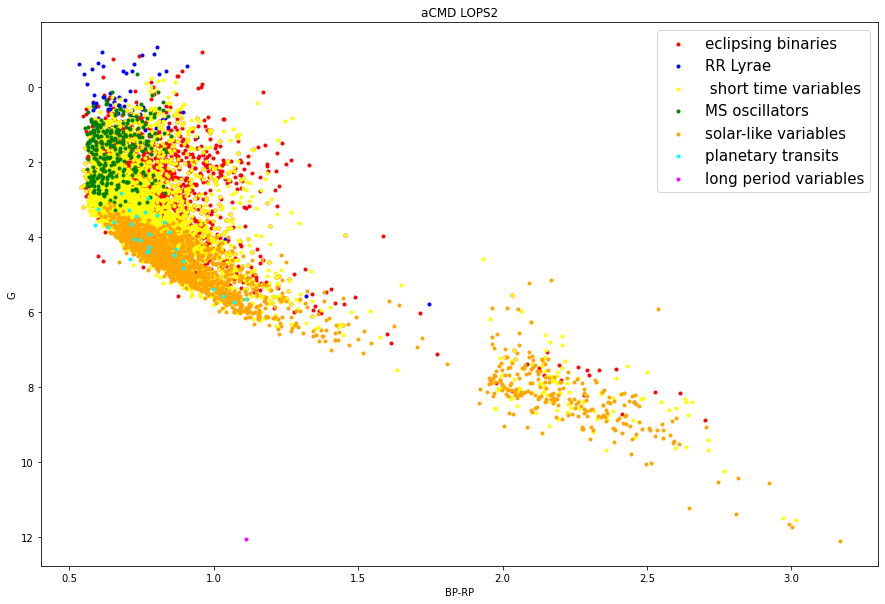 aCMD LOPS2
eclipsing binaries
RR Lyrae
short time variables
MS oscillators
solar-like variables
planetary transits
long period variables
G
0
2
4
6
8
10
12
0.5 1.0 1.5 2.0 2.5 3.0
BP-RP